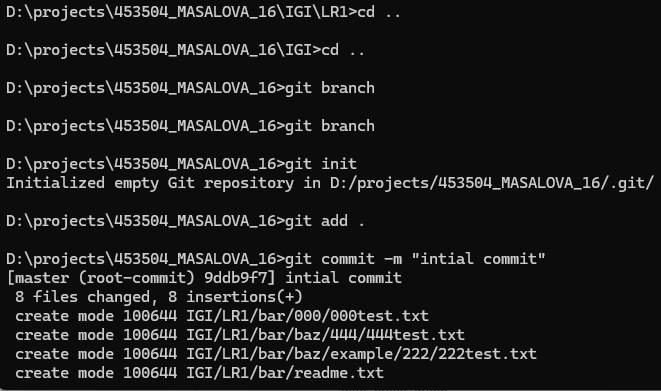 D:\projects\453504_MASALOVA_16\IGI\LR1>cd ..
D:\projects\453504_MASALOVA_16\IGI>cd ..
D:\projects\453504_MASALOVA_16>git branch
D:\projects\453504_MASALOVA_16>git branch
D:\projects\453504_MASALOVA_16>git init
Initialized empty Git repository in D:/projects/453504_MASALOVA_16/.git/
D:\projects\453504_MASALOVA_16>git add .
D:\projects\453504_MASALOVA_16>git commit -m "intial commit"
[master (root-commit) 9ddb9f7] intial commit
 8 files changed, 8 insertions(+)
 create mode 100644 IGI/LR1/bar/000/000test.txt
 create mode 100644 IGI/LR1/bar/baz/444/444test.txt
 create mode 100644 IGI/LR1/bar/baz/example/222/222test.txt
 create mode 100644 IGI/LR1/bar/readme.txt